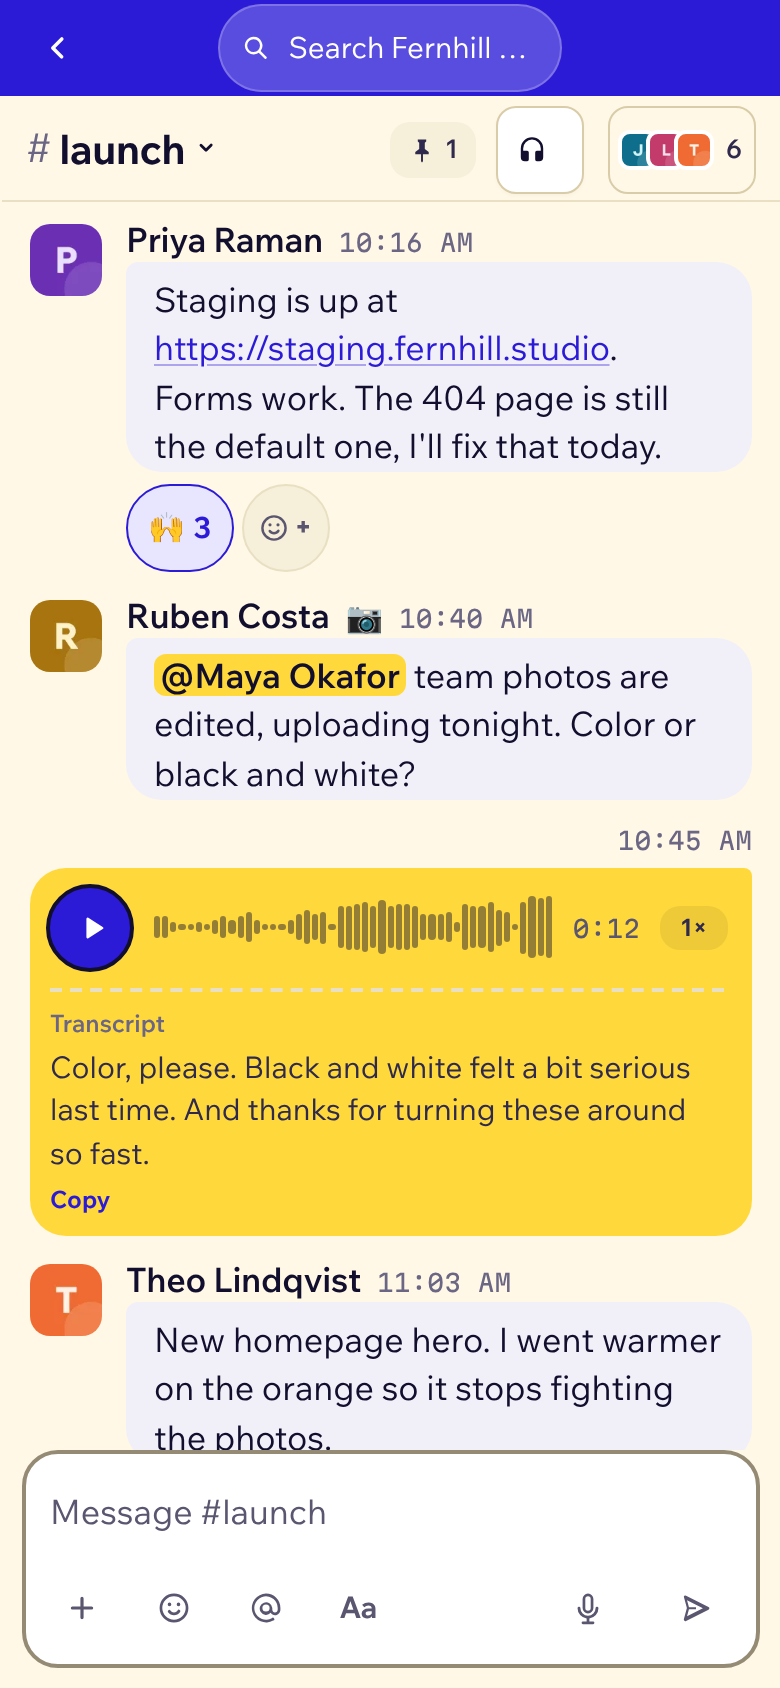 Search Fernhill ...
# launch
1
J L T 6
Priya Raman 10:16 AM
P
Staging is up at
https://staging.fernhill.studio.
Forms work. The 404 page is still
the default one, I'll fix that today.
🙌 3
+
Ruben Costa 📷 10:40 AM
R
@Maya Okafor team photos are
edited, uploading tonight. Color or
black and white?
10:45 AM
0:12 1×
Transcript
Color, please. Black and white felt a bit serious
last time. And thanks for turning these around
so fast.
Copy
Theo Lindqvist 11:03 AM
T
New homepage hero. I went warmer
on the orange so it stops fighting
the photos.
Message #launch
Aa